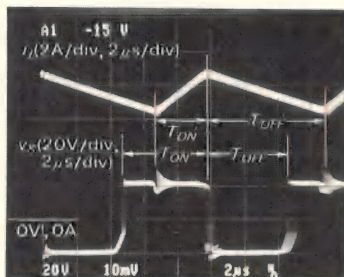 A1 -15 V
iL(2A/div, 2μs/div)
TON TOFF
vS(20V/div,
2μs/div)
TON TOFF
0V, 0A
20V 10mV 2μs